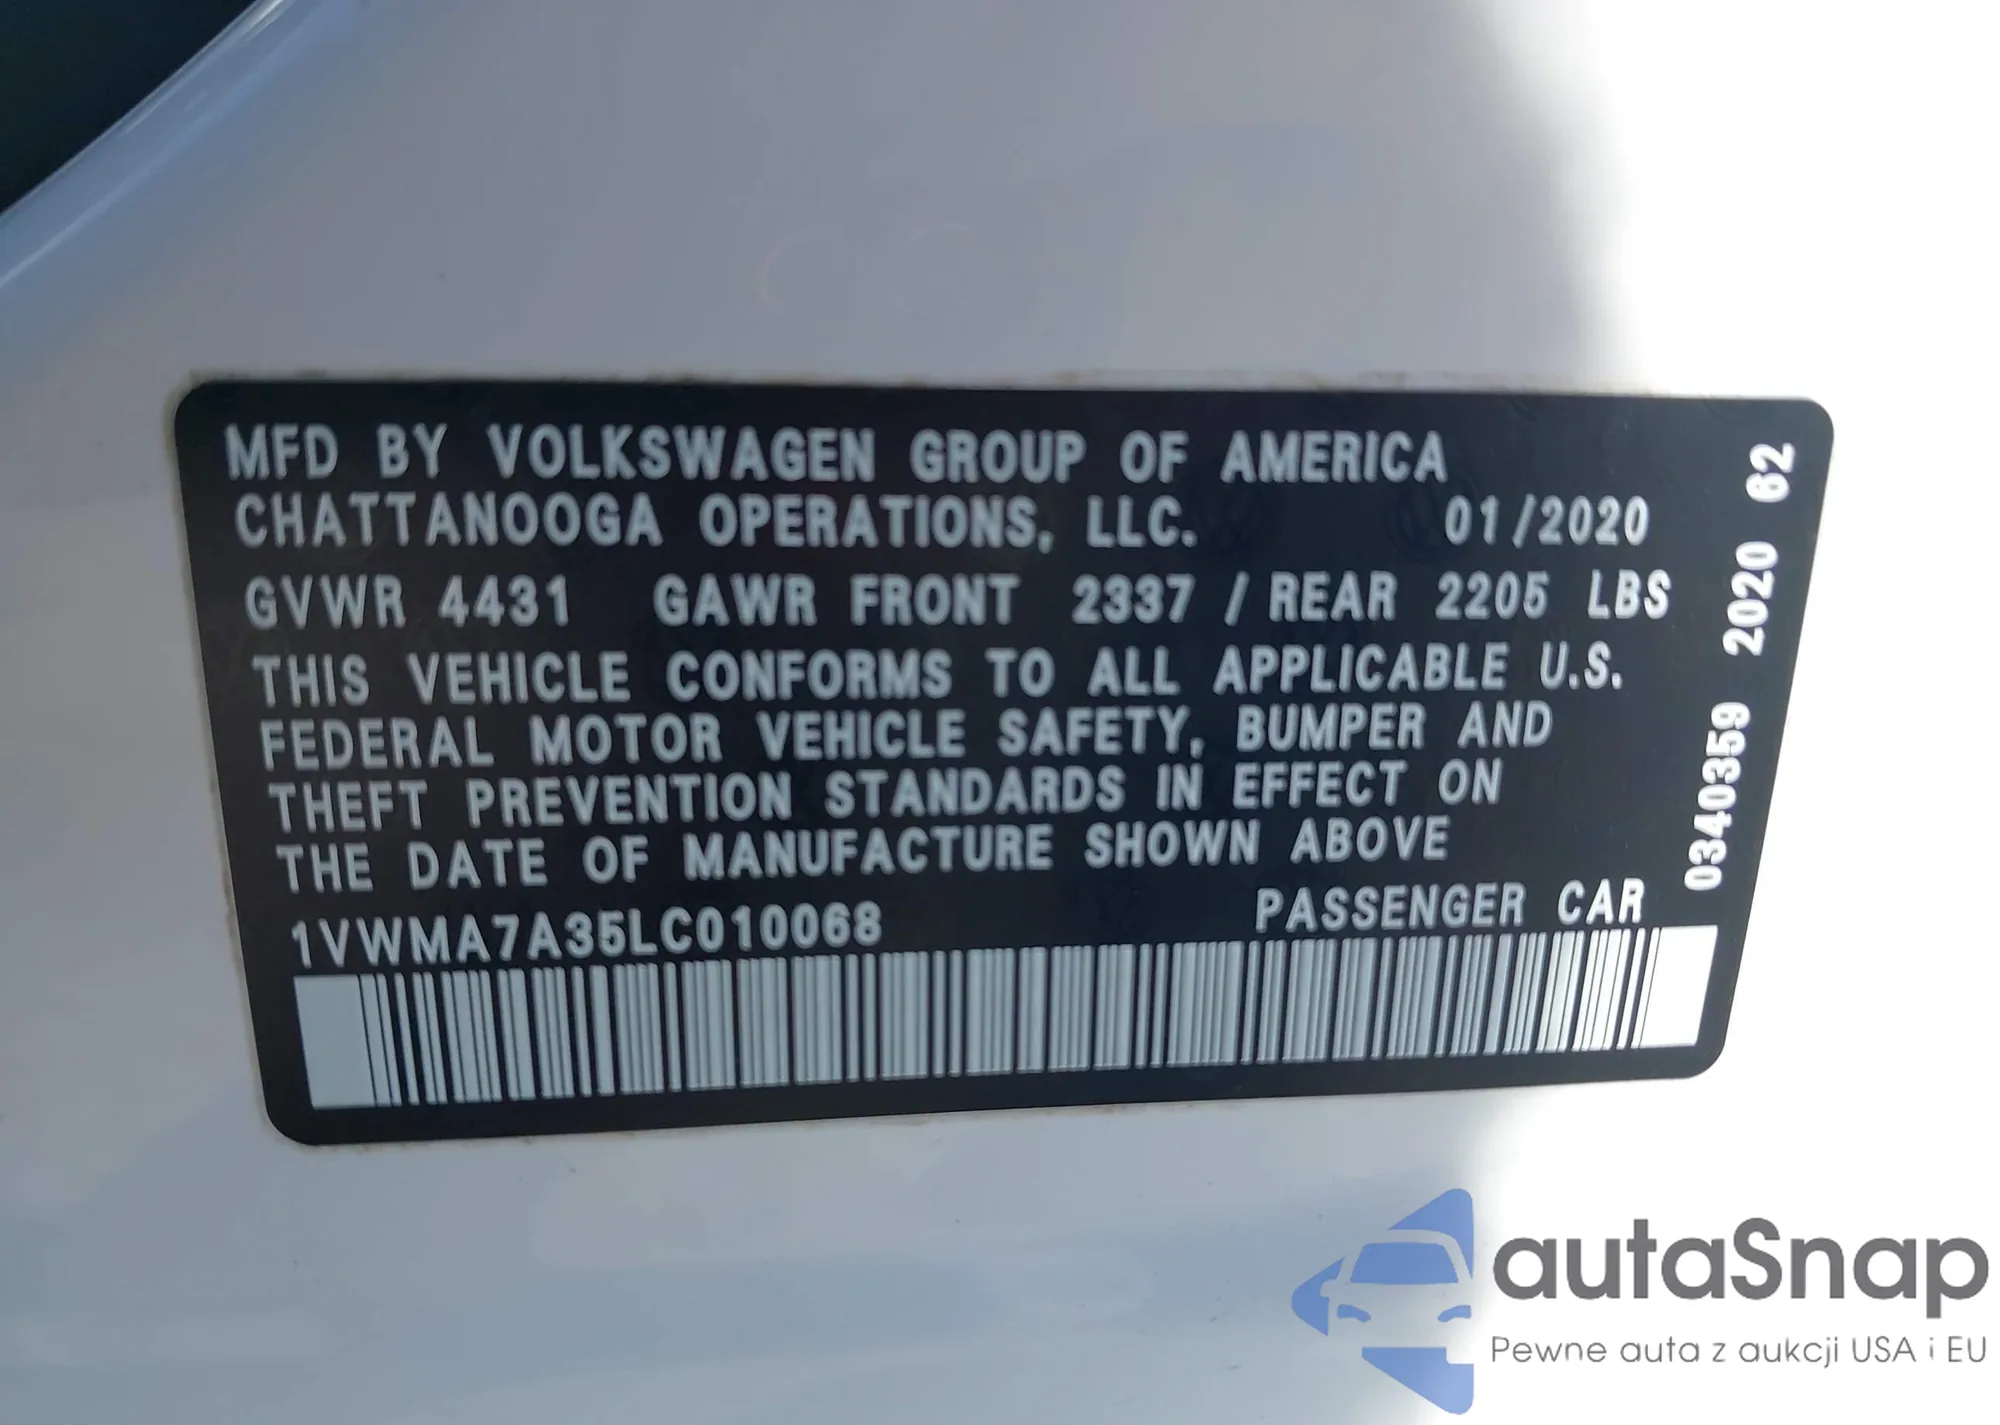 MFD BY VOLKSWAGEN GROUP OF AMERICA
CHATTANOOGA OPERATIONS, LLC. 01/2020
GVWR 4431 GAWR FRONT 2337 / REAR 2205 LBS
THIS VEHICLE CONFORMS TO ALL APPLICABLE U.S.
FEDERAL MOTOR VEHICLE SAFETY, BUMPER AND
THEFT PREVENTION STANDARDS IN EFFECT ON
THE DATE OF MANUFACTURE SHOWN ABOVE
1VWMA7A35LC010068 PASSENGER CAR
0340359 2020 62
autaSnap
Pewne auta z aukcji USA i EU